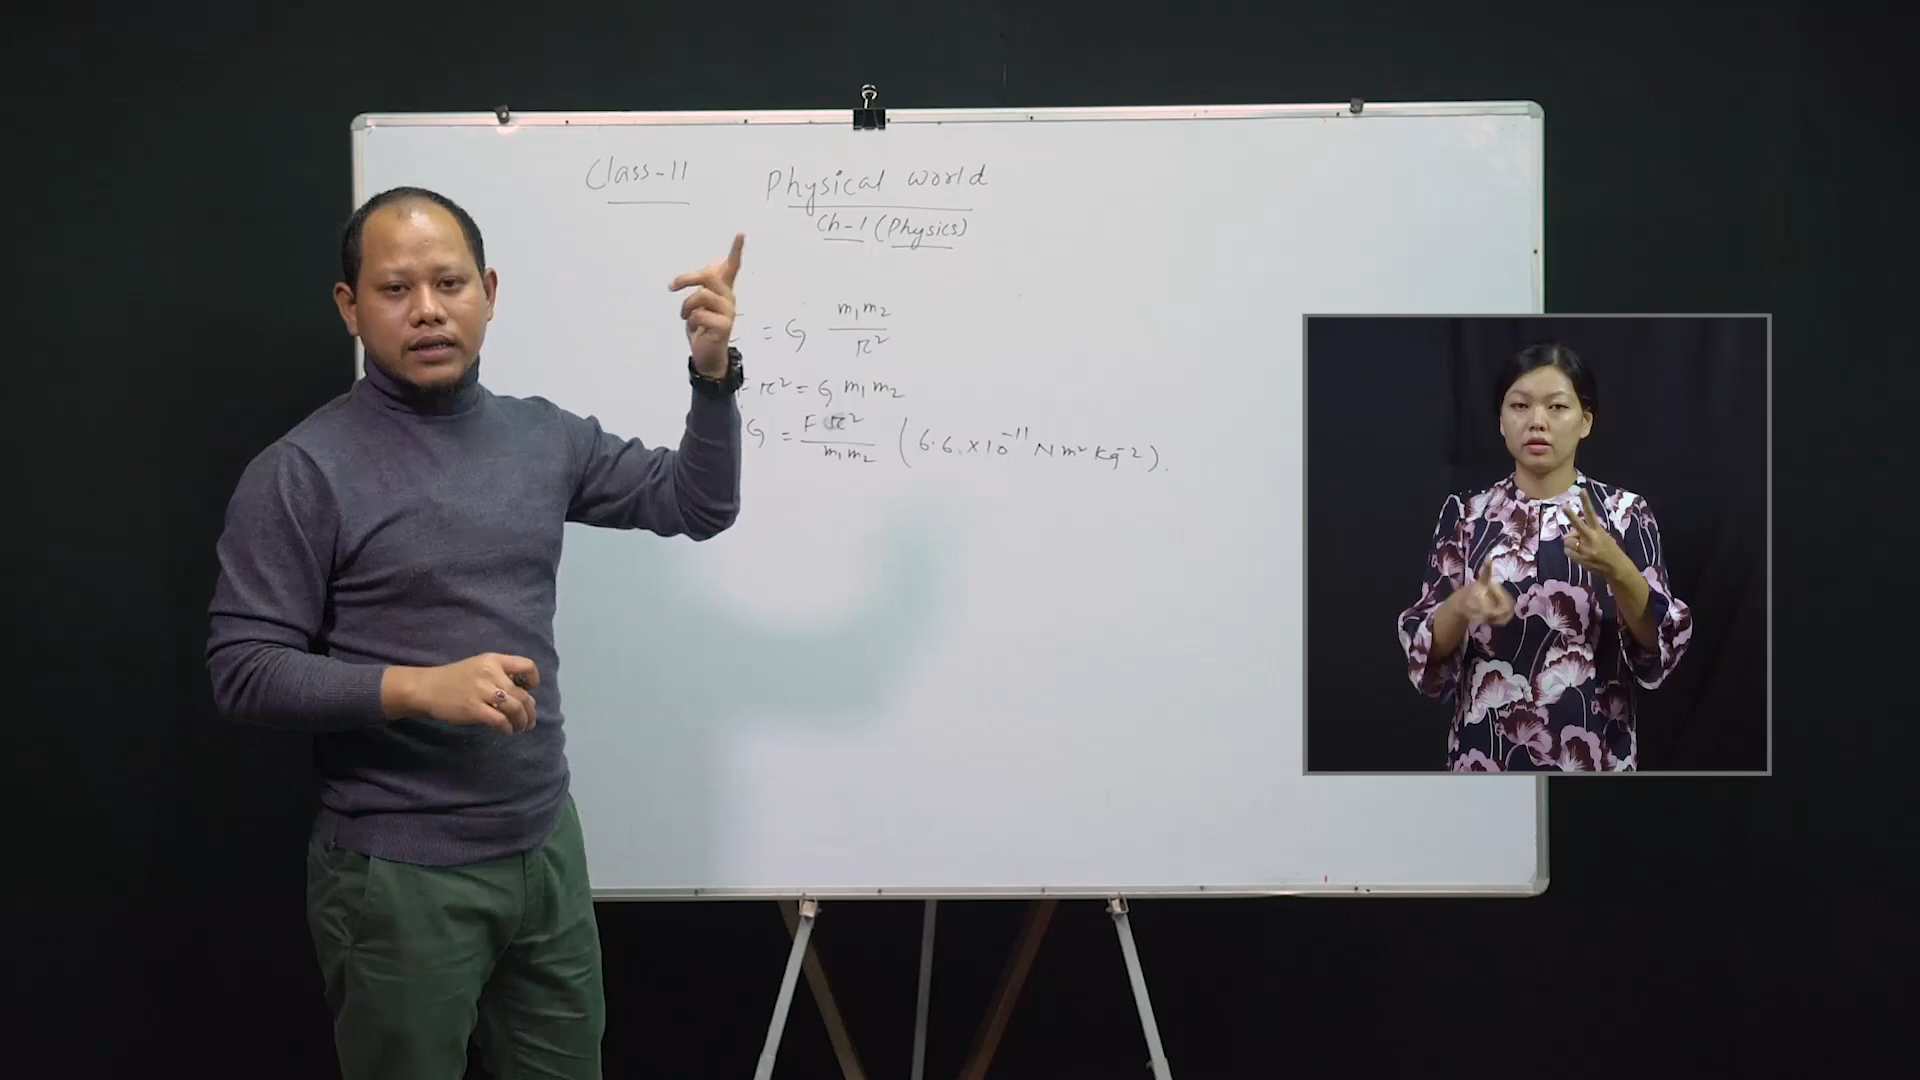 Class-11
Physical world
Ch-1 (Physics)
= G m₁m₂ / r²
r² = G m₁m₂
G = F r² / m₁m₂ (6.6.×10⁻¹¹ N m² kg⁻²).